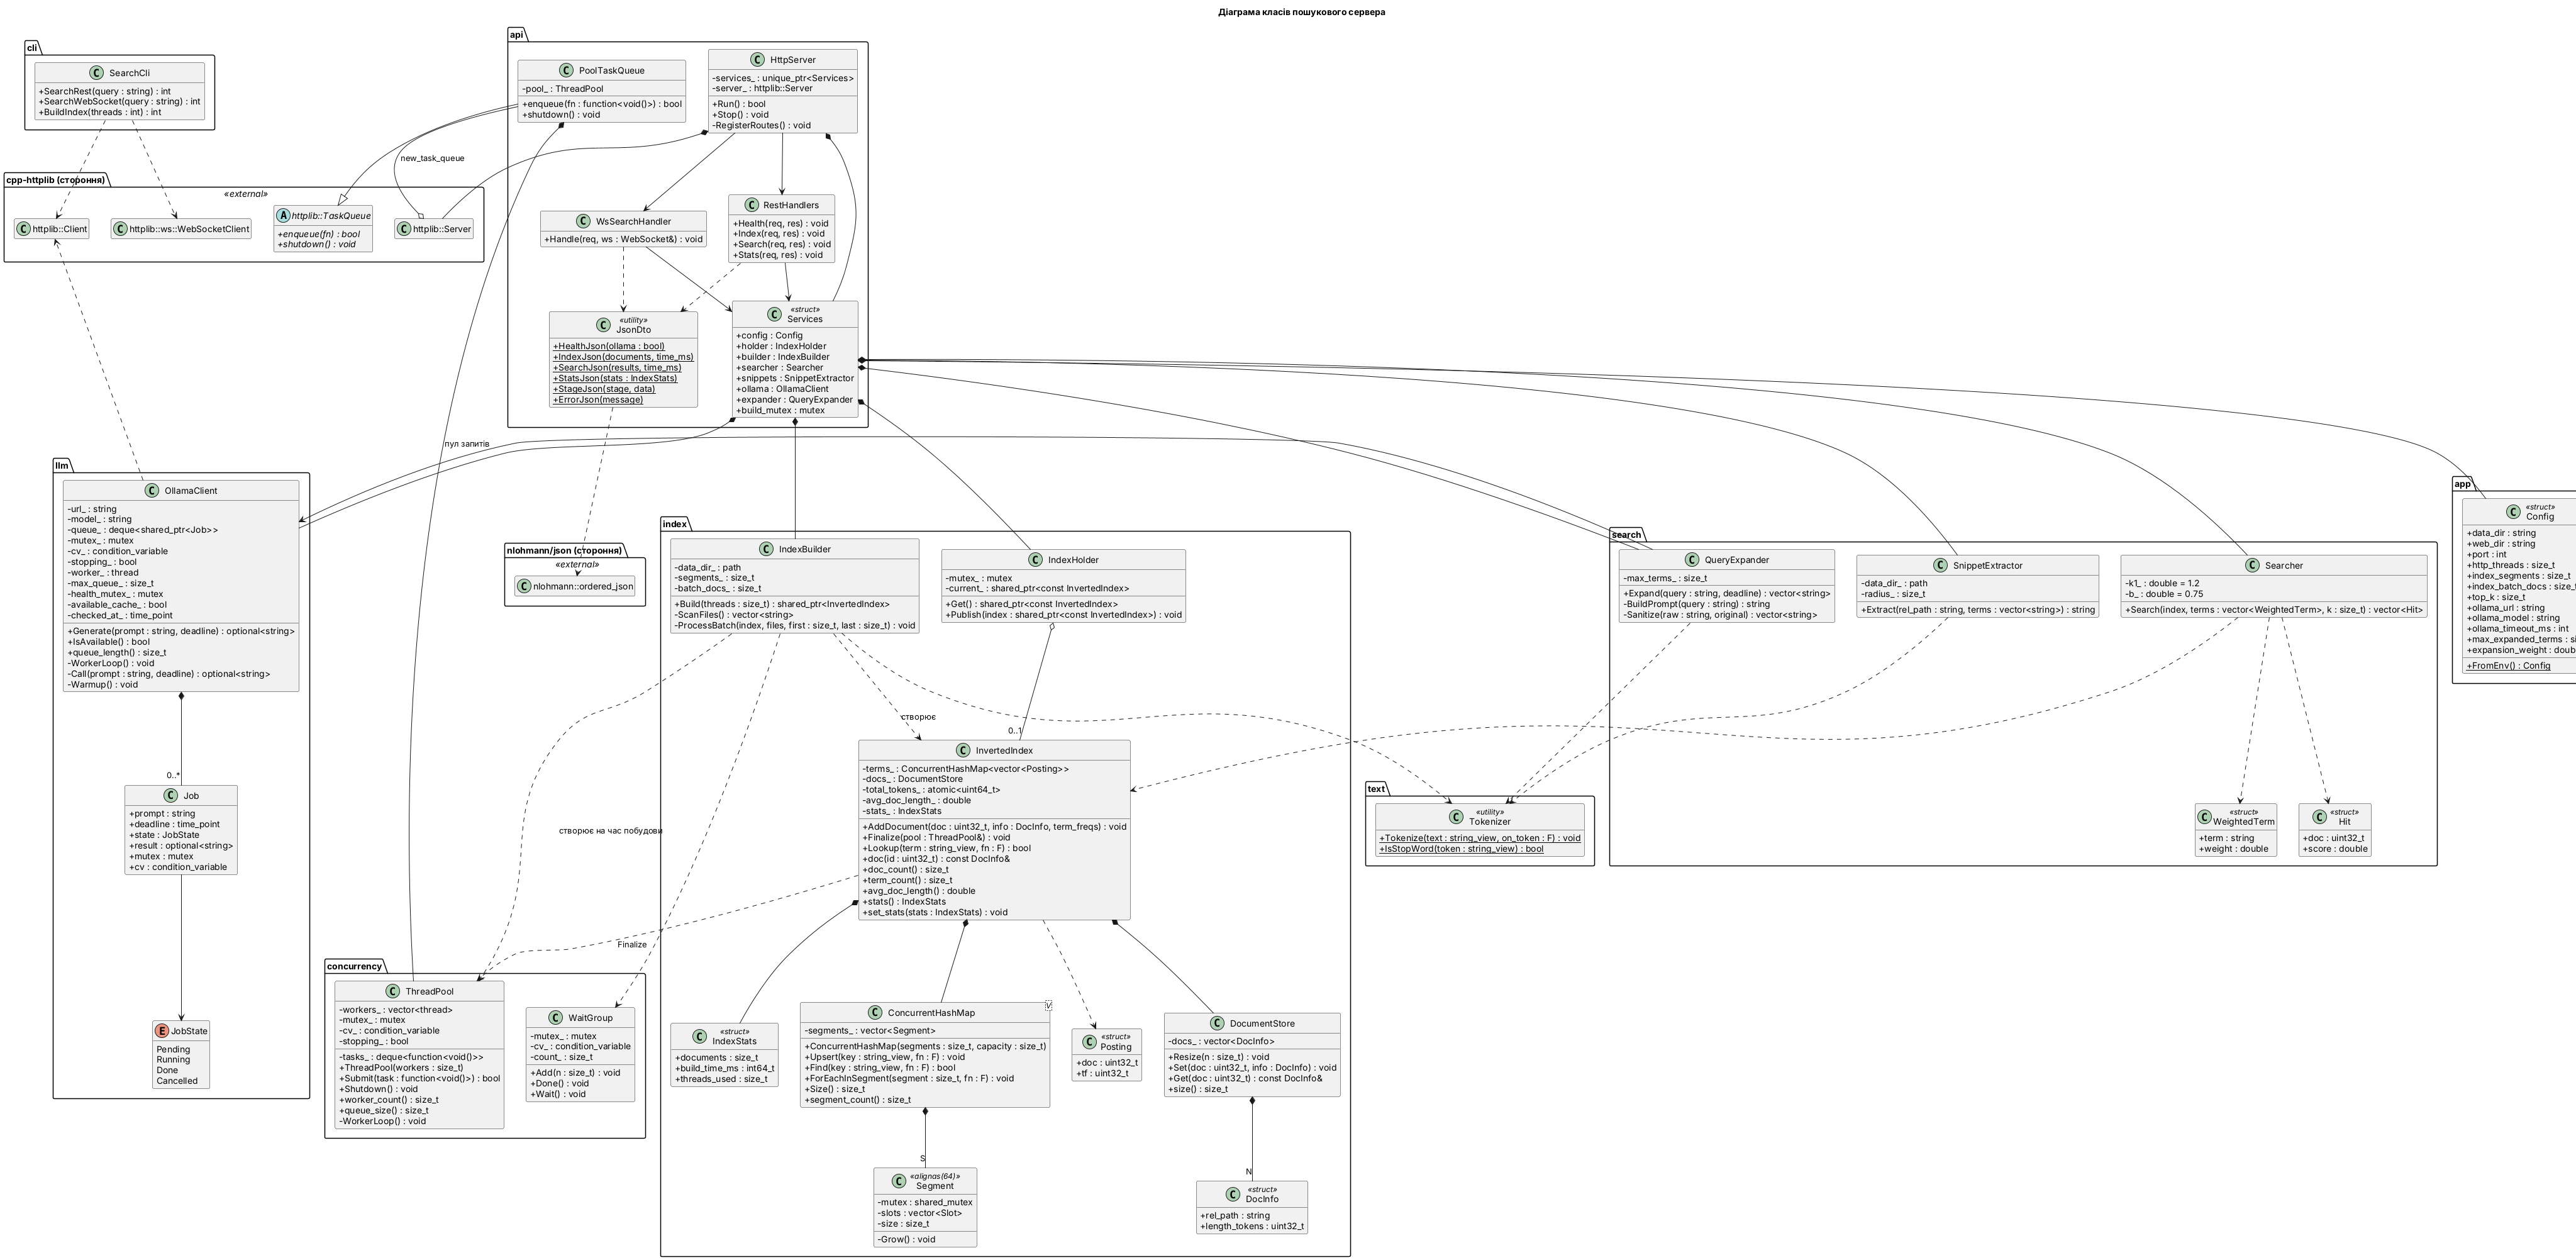 Діаграма класів пошукового сервера
cli
SearchCli
+SearchRest(query : string) : int
+SearchWebSocket(query : string) : int
+BuildIndex(threads : int) : int
api
PoolTaskQueue
-pool_ : ThreadPool
+enqueue(fn : function<void()>) : bool
+shutdown() : void
HttpServer
-services_ : unique_ptr<Services>
-server_ : httplib::Server
+Run() : bool
+Stop() : void
-RegisterRoutes() : void
new_task_queue
cpp-httplib (стороння)
«external»
httplib::Client
httplib::ws::WebSocketClient
httplib::TaskQueue
+enqueue(fn) : bool
+shutdown() : void
httplib::Server
WsSearchHandler
+Handle(req, ws : WebSocket&) : void
RestHandlers
+Health(req, res) : void
+Index(req, res) : void
+Search(req, res) : void
+Stats(req, res) : void
«utility»
JsonDto
+HealthJson(ollama : bool)
+IndexJson(documents, time_ms)
+SearchJson(results, time_ms)
+StatsJson(stats : IndexStats)
+StageJson(stage, data)
+ErrorJson(message)
«struct»
Services
+config : Config
+holder : IndexHolder
+builder : IndexBuilder
+searcher : Searcher
+snippets : SnippetExtractor
+ollama : OllamaClient
+expander : QueryExpander
+build_mutex : mutex
пул запитів
llm
OllamaClient
-url_ : string
-model_ : string
-queue_ : deque<shared_ptr<Job>>
-mutex_ : mutex
-cv_ : condition_variable
-stopping_ : bool
-worker_ : thread
-max_queue_ : size_t
-health_mutex_ : mutex
-available_cache_ : bool
-checked_at_ : time_point
+Generate(prompt : string, deadline) : optional<string>
+IsAvailable() : bool
+queue_length() : size_t
-WorkerLoop() : void
-Call(prompt : string, deadline) : optional<string>
-Warmup() : void
0..*
Job
+prompt : string
+deadline : time_point
+state : JobState
+result : optional<string>
+mutex : mutex
+cv : condition_variable
JobState
Pending
Running
Done
Cancelled
nlohmann/json (стороння)
«external»
nlohmann::ordered_json
index
IndexBuilder
-data_dir_ : path
-segments_ : size_t
-batch_docs_ : size_t
+Build(threads : size_t) : shared_ptr<InvertedIndex>
-ScanFiles() : vector<string>
-ProcessBatch(index, files, first : size_t, last : size_t) : void
IndexHolder
-mutex_ : mutex
-current_ : shared_ptr<const InvertedIndex>
+Get() : shared_ptr<const InvertedIndex>
+Publish(index : shared_ptr<const InvertedIndex>) : void
створює
0..1
створює на час побудови
InvertedIndex
-terms_ : ConcurrentHashMap<vector<Posting>>
-docs_ : DocumentStore
-total_tokens_ : atomic<uint64_t>
-avg_doc_length_ : double
-stats_ : IndexStats
+AddDocument(doc : uint32_t, info : DocInfo, term_freqs) : void
+Finalize(pool : ThreadPool&) : void
+Lookup(term : string_view, fn : F) : bool
+doc(id : uint32_t) : const DocInfo&
+doc_count() : size_t
+term_count() : size_t
+avg_doc_length() : double
+stats() : IndexStats
+set_stats(stats : IndexStats) : void
Finalize
«struct»
IndexStats
+documents : size_t
+build_time_ms : int64_t
+threads_used : size_t
ConcurrentHashMap
V
-segments_ : vector<Segment>
+ConcurrentHashMap(segments : size_t, capacity : size_t)
+Upsert(key : string_view, fn : F) : void
+Find(key : string_view, fn : F) : bool
+ForEachInSegment(segment : size_t, fn : F) : void
+Size() : size_t
+segment_count() : size_t
«struct»
Posting
+doc : uint32_t
+tf : uint32_t
DocumentStore
-docs_ : vector<DocInfo>
+Resize(n : size_t) : void
+Set(doc : uint32_t, info : DocInfo) : void
+Get(doc : uint32_t) : const DocInfo&
+size() : size_t
S
«alignas(64)»
Segment
-mutex : shared_mutex
-slots : vector<Slot>
-size : size_t
-Grow() : void
N
«struct»
DocInfo
+rel_path : string
+length_tokens : uint32_t
concurrency
ThreadPool
-workers_ : vector<thread>
-mutex_ : mutex
-cv_ : condition_variable
-stopping_ : bool
-tasks_ : deque<function<void()>>
+ThreadPool(workers : size_t)
+Submit(task : function<void()>) : bool
+Shutdown() : void
+worker_count() : size_t
+queue_size() : size_t
-WorkerLoop() : void
WaitGroup
-mutex_ : mutex
-cv_ : condition_variable
-count_ : size_t
+Add(n : size_t) : void
+Done() : void
+Wait() : void
text
«utility»
Tokenizer
+Tokenize(text : string_view, on_token : F) : void
+IsStopWord(token : string_view) : bool
search
QueryExpander
-max_terms_ : size_t
+Expand(query : string, deadline) : vector<string>
-BuildPrompt(query : string) : string
-Sanitize(raw : string, original) : vector<string>
SnippetExtractor
-data_dir_ : path
-radius_ : size_t
+Extract(rel_path : string, terms : vector<string>) : string
Searcher
-k1_ : double = 1.2
-b_ : double = 0.75
+Search(index, terms : vector<WeightedTerm>, k : size_t) : vector<Hit>
«struct»
WeightedTerm
+term : string
+weight : double
«struct»
Hit
+doc : uint32_t
+score : double
app
«struct»
Config
+data_dir : string
+web_dir : string
+port : int
+http_threads : size_t
+index_segments : size_t
+index_batch_docs : size_t
+top_k : size_t
+ollama_url : string
+ollama_model : string
+ollama_timeout_ms : int
+max_expanded_terms : si
+expansion_weight : doub
+FromEnv() : Config